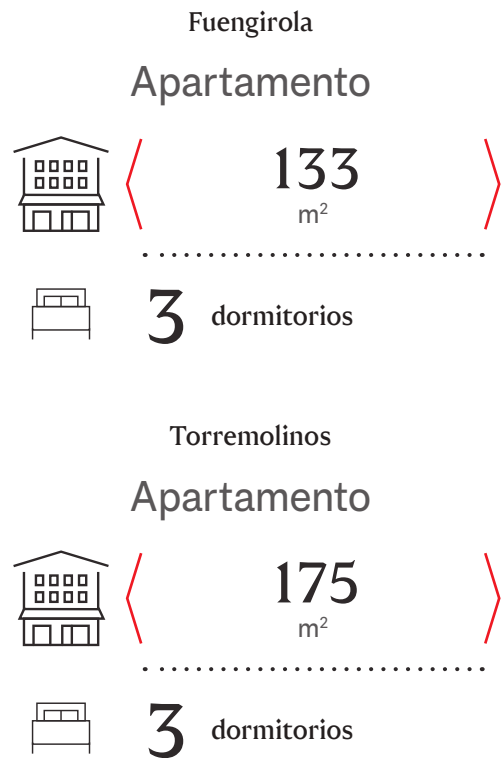 Fuengirola
Apartamento
133
m²
3 dormitorios
Torremolinos
Apartamento
175
m²
3 dormitorios